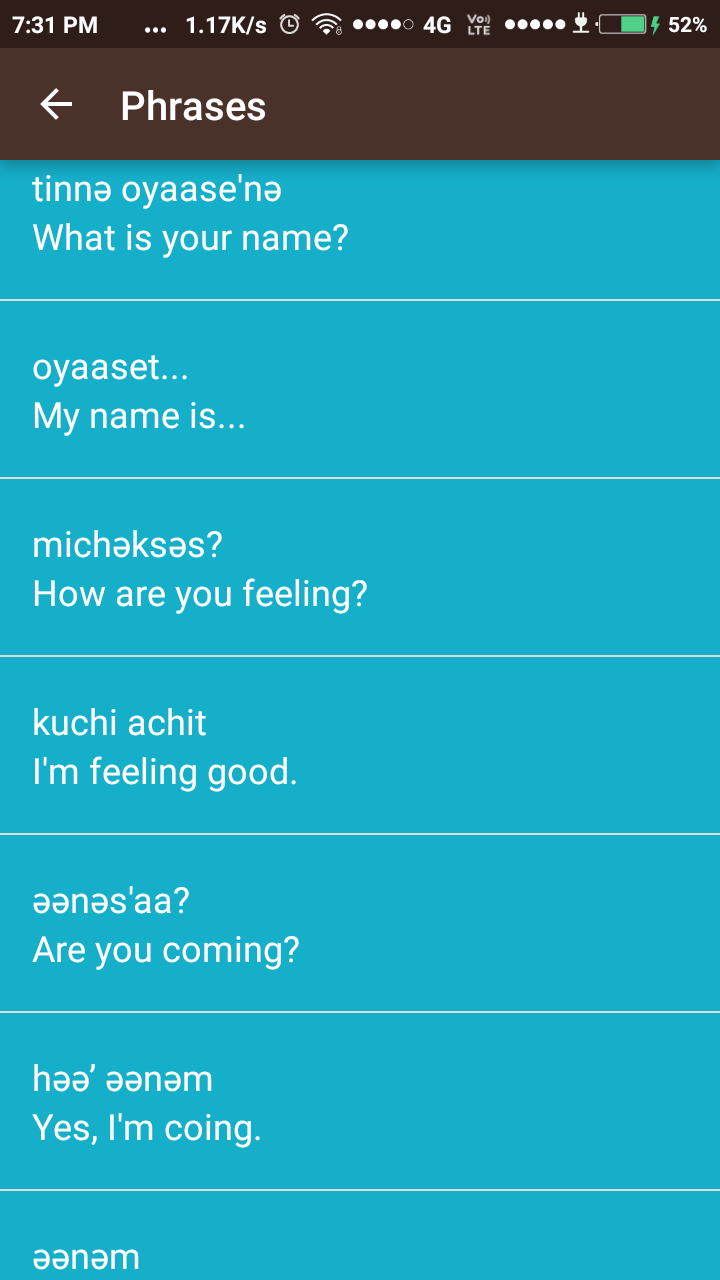 7:31 PM ... 1.17K/s 4G Vo) LTE 52%
Phrases
tinnə oyaase'nə
What is your name?
oyaaset...
My name is...
michəksəs?
How are you feeling?
kuchi achit
I'm feeling good.
əənəs'aa?
Are you coming?
həə’ əənəm
Yes, I'm coing.
əənəm